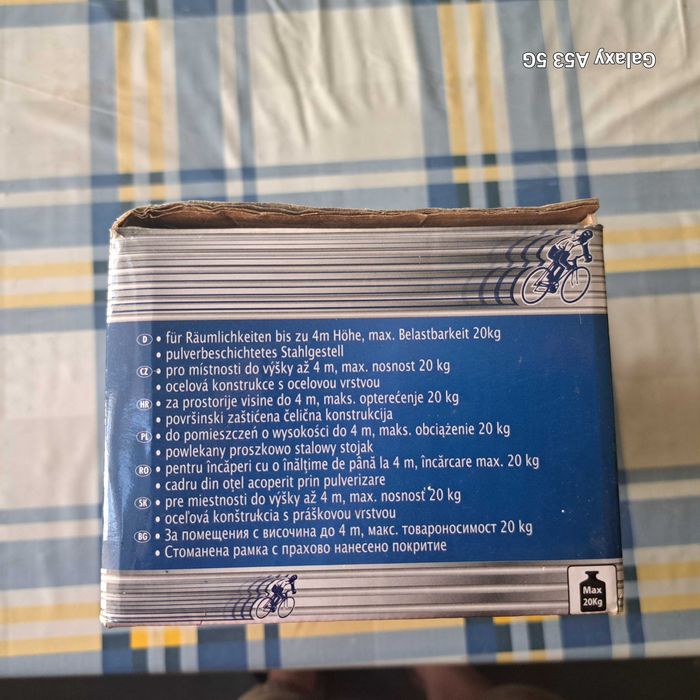 Galaxy A53 5G
D • für Räumlichkeiten bis zu 4m Höhe, max. Belastbarkeit 20kg
• pulverbeschichtetes Stahlgestell
CZ • pro místnosti do výšky až 4 m, max. nosnost 20 kg
• ocelová konstrukce s ocelovou vrstvou
HR • za prostorije visine do 4 m, maks. opterećenje 20 kg
• površinski zaštićena čelična konstrukcija
PL • do pomieszczeń o wysokości do 4 m, maks. obciążenie 20 kg
• powlekany proszkowo stalowy stojak
RO • pentru încăperi cu o înălțime de până la 4 m, încărcare max. 20 kg
• cadru din oțel acoperit prin pulverizare
SK • pre miestnosti do výšky až 4 m, max. nosnosť 20 kg
• oceľová konštrukcia s práškovou vrstvou
BG • За помещения с височина до 4 m, макс. товароносимост 20 kg
• Стоманена рамка с прахово нанесено покритие
Max
20Kg